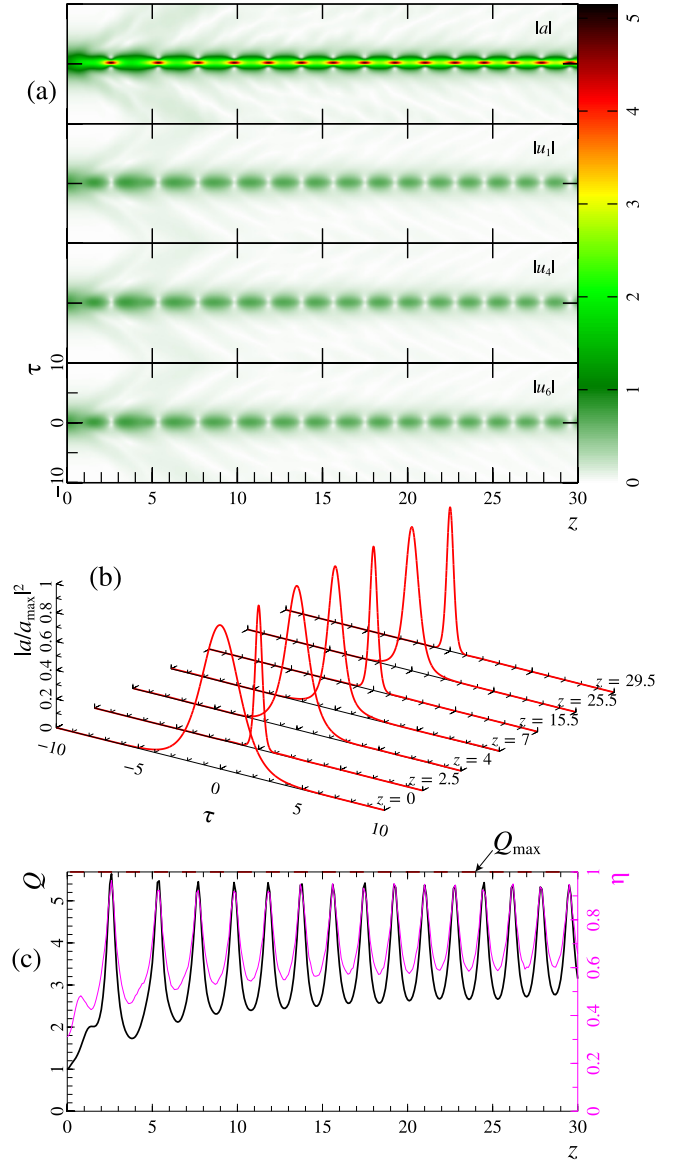 (a)
|a|
|u1|
|u4|
|u6|
5
4
3
2
1
0
τ
10
0
−10
0 5 10 15 20 25 30
z
(b)
|a/amax|²
1
0.8
0.6
0.4
0.2
0
−10 −5 0 5 10
τ
z = 0
z = 2.5
z = 4
z = 7
z = 15.5
z = 25.5
z = 29.5
Qmax
(c)
Q
5
4
3
2
1
0
η
1
0.8
0.6
0.4
0.2
0
0 5 10 15 20 25 30
z